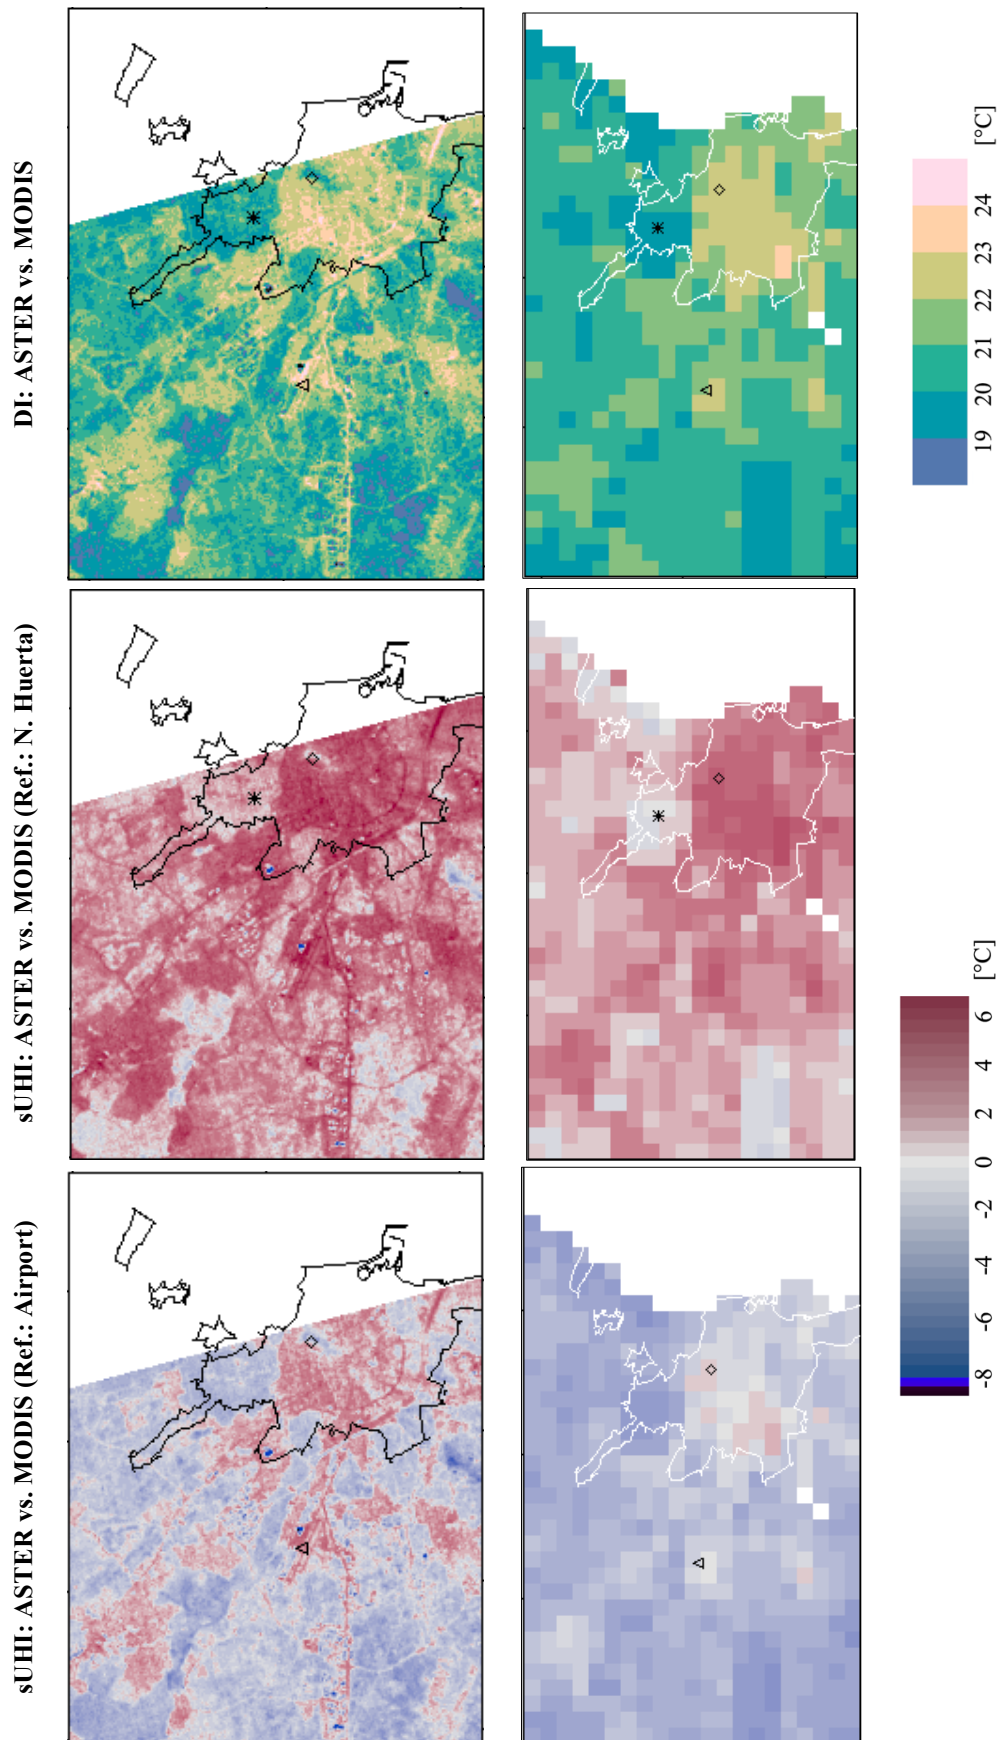 DI: ASTER vs. MODIS
[°C]
24
23
22
21
20
19
sUHI: ASTER vs. MODIS (Ref.: N. Huerta)
sUHI: ASTER vs. MODIS (Ref.: Airport)
[°C]
6
4
2
0
-2
-4
-6
-8